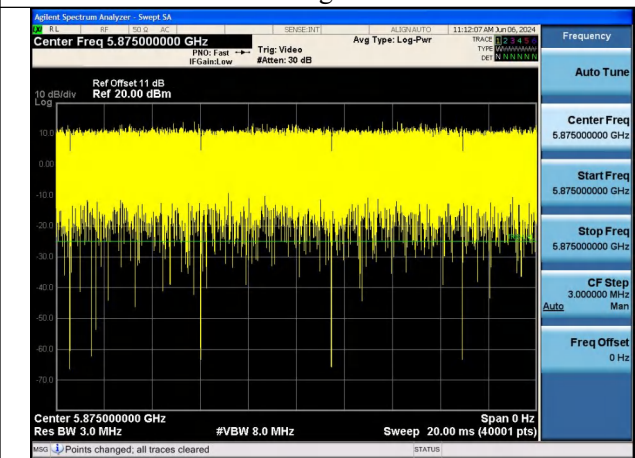 Agilent Spectrum Analyzer - Swept SA
RL RF 50 Ω AC SENSE:INT ALIGNAUTO 11:12:07 AM Jun 06, 2024
Center Freq 5.875000000 GHz
PNO: Fast
IFGain:Low
Trig: Video
#Atten: 30 dB
Avg Type: Log-Pwr
TRACE 1 2 3 4 5 6
TYPE
DET N N N N N N
Frequency
Auto Tune
Center Freq
5.875000000 GHz
Start Freq
5.875000000 GHz
Stop Freq
5.875000000 GHz
CF Step
3.000000 MHz
Auto Man
Freq Offset
0 Hz
Ref Offset 11 dB
10 dB/div Ref 20.00 dBm
Log
10.0
0.00
-10.0
-20.0
-30.0
-40.0
-50.0
-60.0
-70.0
Center 5.875000000 GHz Span 0 Hz
Res BW 3.0 MHz #VBW 8.0 MHz Sweep 20.00 ms (40001 pts)
MSG Points changed; all traces cleared STATUS